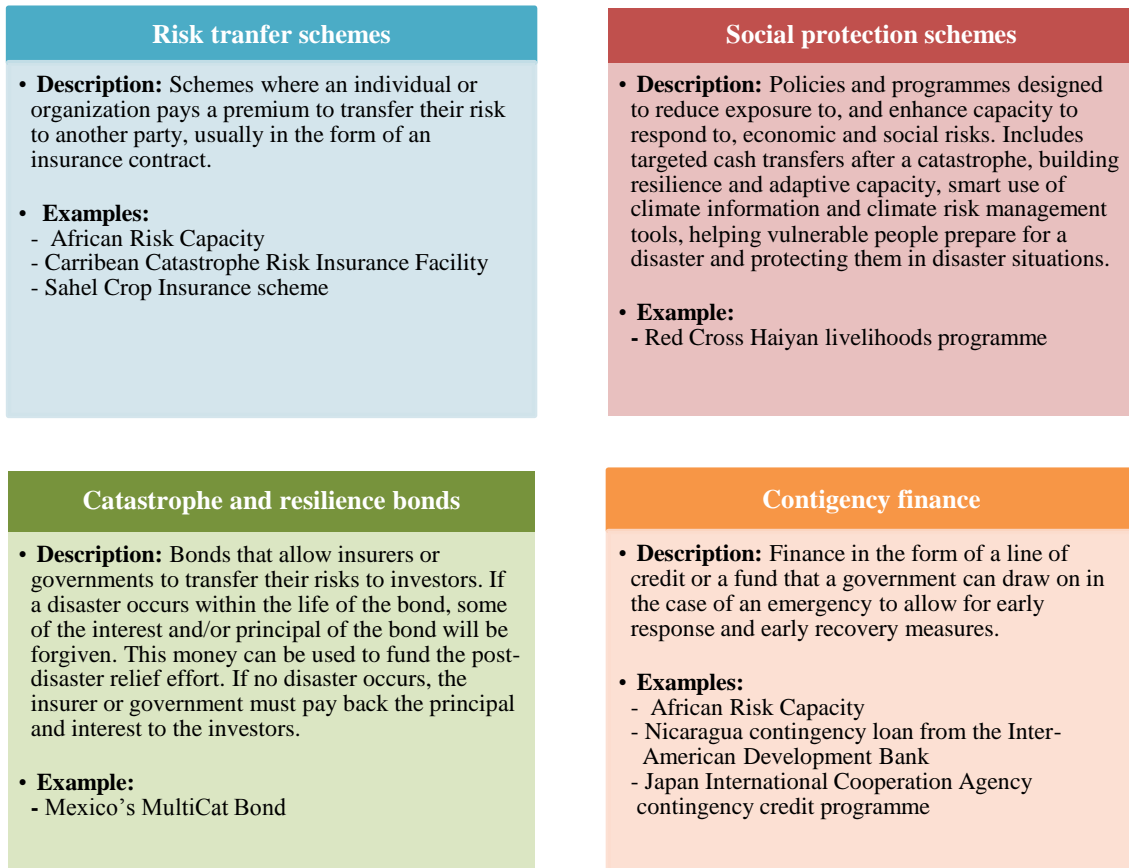 Risk tranfer schemes
• Description: Schemes where an individual or
organization pays a premium to transfer their risk
to another party, usually in the form of an
insurance contract.
• Examples:
- African Risk Capacity
- Carribean Catastrophe Risk Insurance Facility
- Sahel Crop Insurance scheme
Social protection schemes
• Description: Policies and programmes designed
to reduce exposure to, and enhance capacity to
respond to, economic and social risks. Includes
targeted cash transfers after a catastrophe, building
resilience and adaptive capacity, smart use of
climate information and climate risk management
tools, helping vulnerable people prepare for a
disaster and protecting them in disaster situations.
• Example:
- Red Cross Haiyan livelihoods programme
Catastrophe and resilience bonds
• Description: Bonds that allow insurers or
governments to transfer their risks to investors. If
a disaster occurs within the life of the bond, some
of the interest and/or principal of the bond will be
forgiven. This money can be used to fund the post-
disaster relief effort. If no disaster occurs, the
insurer or government must pay back the principal
and interest to the investors.
• Example:
- Mexico's MultiCat Bond
Contigency finance
• Description: Finance in the form of a line of
credit or a fund that a government can draw on in
the case of an emergency to allow for early
response and early recovery measures.
• Examples:
- African Risk Capacity
- Nicaragua contingency loan from the Inter-
American Development Bank
- Japan International Cooperation Agency
contingency credit programme